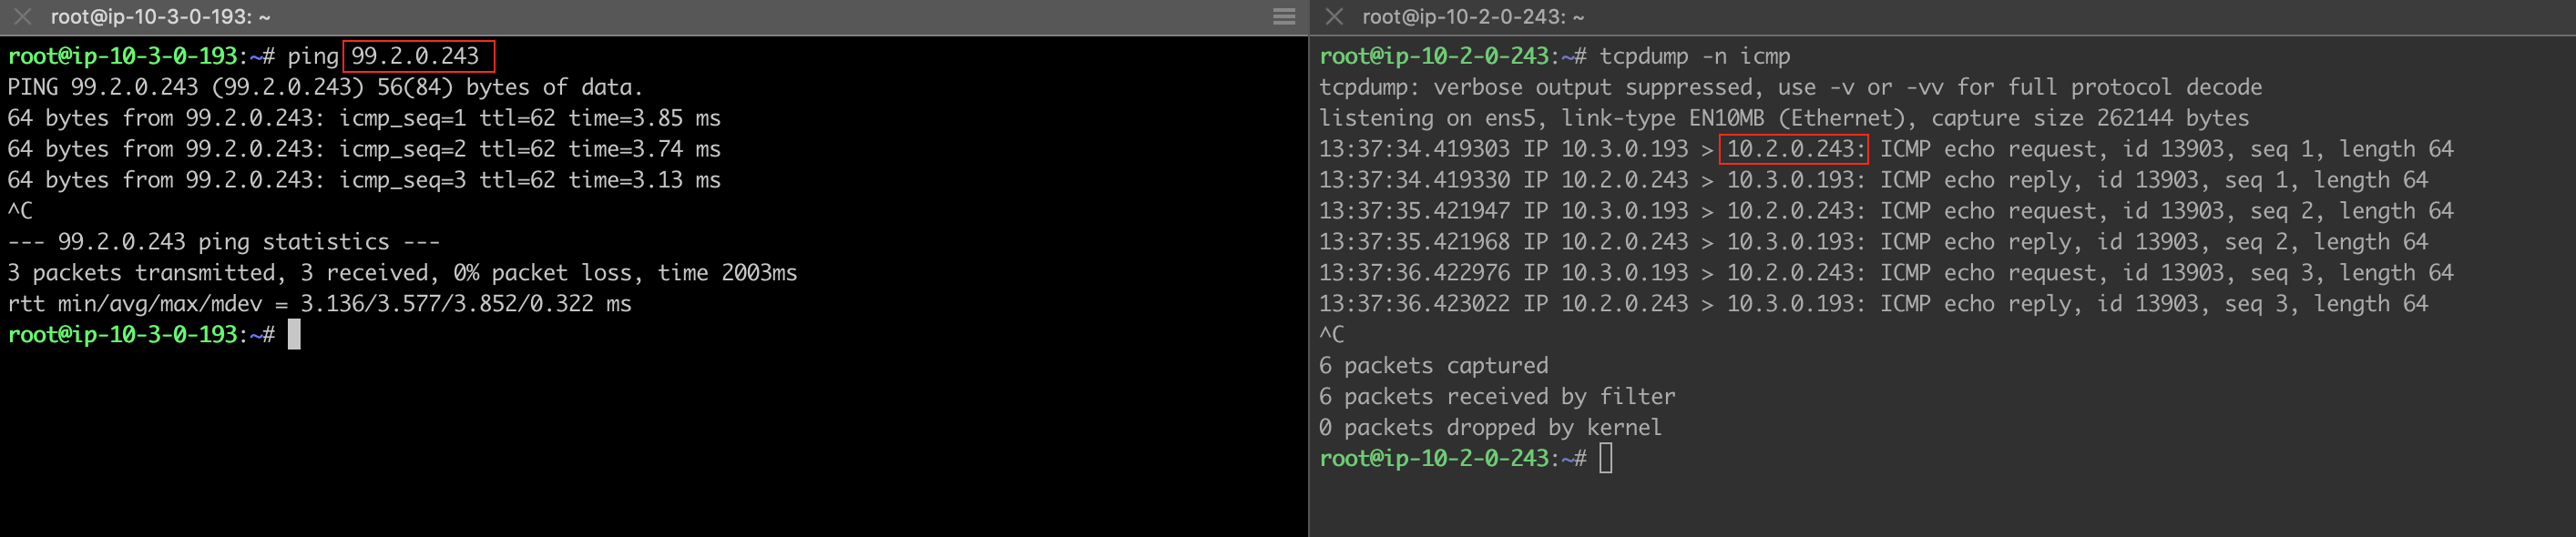 root@ip-10-3-0-193: ~
root@ip-10-3-0-193:~# ping 99.2.0.243
PING 99.2.0.243 (99.2.0.243) 56(84) bytes of data.
64 bytes from 99.2.0.243: icmp_seq=1 ttl=62 time=3.85 ms
64 bytes from 99.2.0.243: icmp_seq=2 ttl=62 time=3.74 ms
64 bytes from 99.2.0.243: icmp_seq=3 ttl=62 time=3.13 ms
^C
--- 99.2.0.243 ping statistics ---
3 packets transmitted, 3 received, 0% packet loss, time 2003ms
rtt min/avg/max/mdev = 3.136/3.577/3.852/0.322 ms
root@ip-10-3-0-193:~#
root@ip-10-2-0-243: ~
root@ip-10-2-0-243:~# tcpdump -n icmp
tcpdump: verbose output suppressed, use -v or -vv for full protocol decode
listening on ens5, link-type EN10MB (Ethernet), capture size 262144 bytes
13:37:34.419303 IP 10.3.0.193 > 10.2.0.243: ICMP echo request, id 13903, seq 1, length 64
13:37:34.419330 IP 10.2.0.243 > 10.3.0.193: ICMP echo reply, id 13903, seq 1, length 64
13:37:35.421947 IP 10.3.0.193 > 10.2.0.243: ICMP echo request, id 13903, seq 2, length 64
13:37:35.421968 IP 10.2.0.243 > 10.3.0.193: ICMP echo reply, id 13903, seq 2, length 64
13:37:36.422976 IP 10.3.0.193 > 10.2.0.243: ICMP echo request, id 13903, seq 3, length 64
13:37:36.423022 IP 10.2.0.243 > 10.3.0.193: ICMP echo reply, id 13903, seq 3, length 64
^C
6 packets captured
6 packets received by filter
0 packets dropped by kernel
root@ip-10-2-0-243:~#